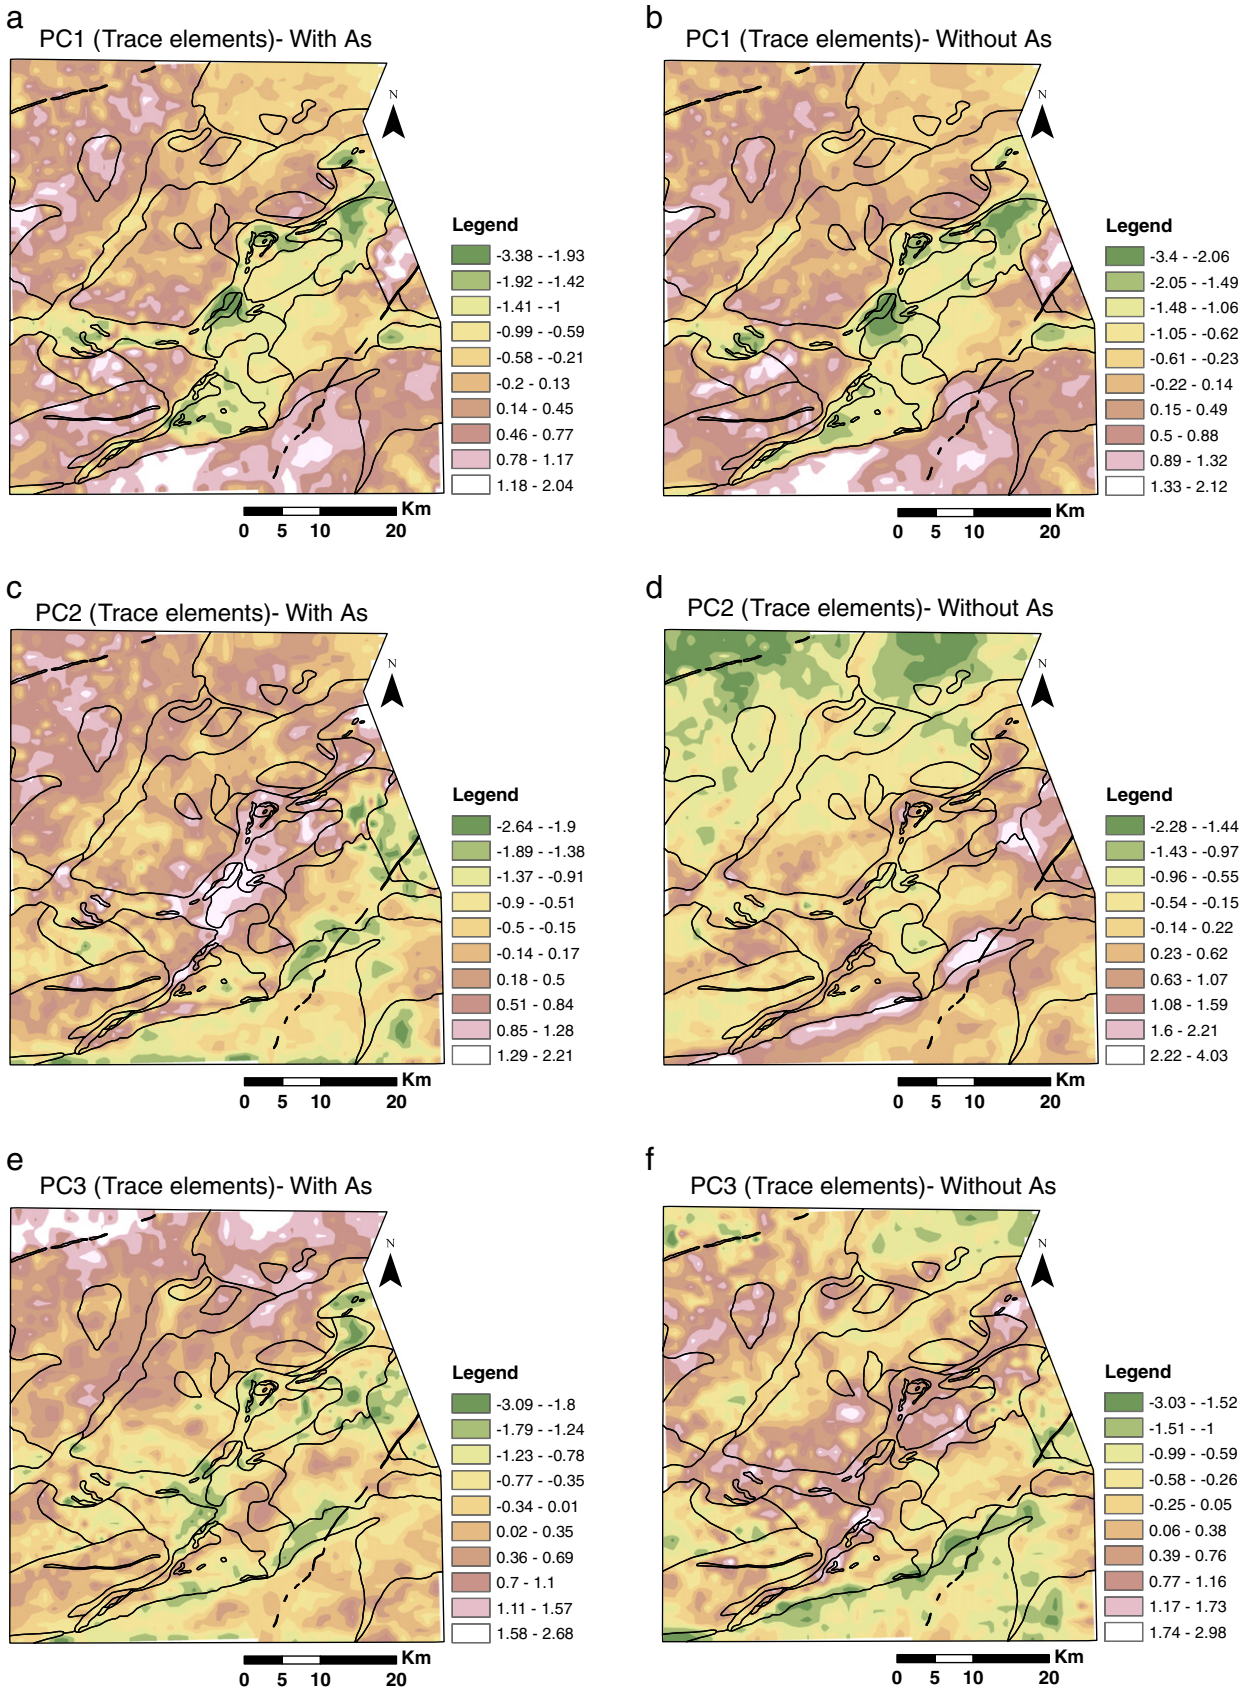 a
PC1 (Trace elements)- With As
N
Legend
-3.38 - -1.93
-1.92 - -1.42
-1.41 - -1
-0.99 - -0.59
-0.58 - -0.21
-0.2 - 0.13
0.14 - 0.45
0.46 - 0.77
0.78 - 1.17
1.18 - 2.04
Km
0 5 10 20
b
PC1 (Trace elements)- Without As
N
Legend
-3.4 - -2.06
-2.05 - -1.49
-1.48 - -1.06
-1.05 - -0.62
-0.61 - -0.23
-0.22 - 0.14
0.15 - 0.49
0.5 - 0.88
0.89 - 1.32
1.33 - 2.12
Km
0 5 10 20
c
PC2 (Trace elements)- With As
N
Legend
-2.64 - -1.9
-1.89 - -1.38
-1.37 - -0.91
-0.9 - -0.51
-0.5 - -0.15
-0.14 - 0.17
0.18 - 0.5
0.51 - 0.84
0.85 - 1.28
1.29 - 2.21
Km
0 5 10 20
d
PC2 (Trace elements)- Without As
N
Legend
-2.28 - -1.44
-1.43 - -0.97
-0.96 - -0.55
-0.54 - -0.15
-0.14 - 0.22
0.23 - 0.62
0.63 - 1.07
1.08 - 1.59
1.6 - 2.21
2.22 - 4.03
Km
0 5 10 20
e
PC3 (Trace elements)- With As
N
Legend
-3.09 - -1.8
-1.79 - -1.24
-1.23 - -0.78
-0.77 - -0.35
-0.34 - 0.01
0.02 - 0.35
0.36 - 0.69
0.7 - 1.1
1.11 - 1.57
1.58 - 2.68
Km
0 5 10 20
f
PC3 (Trace elements)- Without As
N
Legend
-3.03 - -1.52
-1.51 - -1
-0.99 - -0.59
-0.58 - -0.26
-0.25 - 0.05
0.06 - 0.38
0.39 - 0.76
0.77 - 1.16
1.17 - 1.73
1.74 - 2.98
Km
0 5 10 20